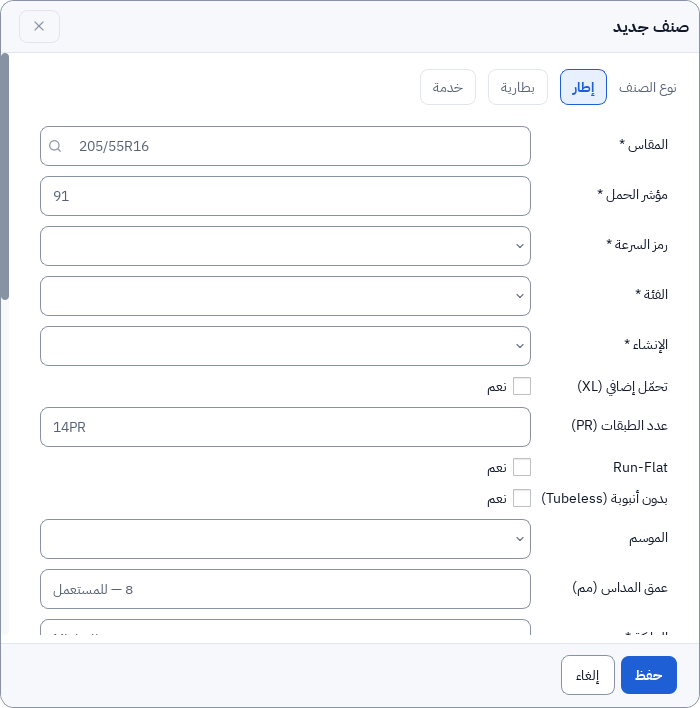 صنف جديد
نوع الصنف إطار بطارية خدمة
المقاس * 205/55R16
مؤشر الحمل * 91
رمز السرعة *
الفئة *
الإنشاء *
تحمّل إضافي (XL) نعم
عدد الطبقات (PR) 14PR
Run-Flat نعم
بدون أنبوبة (Tubeless) نعم
الموسم
عمق المداس (مم) 8 — للمستعمل
حفظ إلغاء